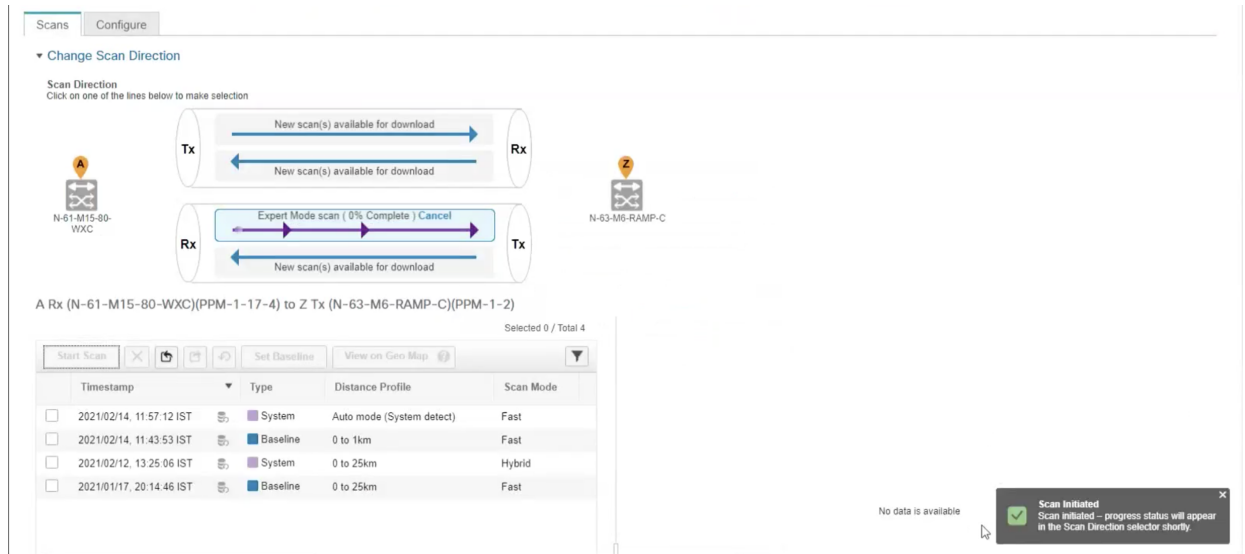 Scans Configure
Change Scan Direction
Scan Direction
Click on one of the lines below to make selection
New scan(s) available for download
Tx
Rx
New scan(s) available for download
A
N-61-M15-80-
WXC
Z
N-63-M6-RAMP-C
Expert Mode scan ( 0% Complete ) Cancel
Rx
Tx
New scan(s) available for download
A Rx (N-61-M15-80-WXC)(PPM-1-17-4) to Z Tx (N-63-M6-RAMP-C)(PPM-1-2)
Selected 0 / Total 4
Start Scan Set Baseline View on Geo Map ?
Timestamp Type Distance Profile Scan Mode
2021/02/14, 11:57:12 IST System Auto mode (System detect) Fast
2021/02/14, 11:43:53 IST Baseline 0 to 1km Fast
2021/02/12, 13:25:06 IST System 0 to 25km Hybrid
2021/01/17, 20:14:46 IST Baseline 0 to 25km Fast
No data is available
Scan Initiated
Scan initiated – progress status will appear
in the Scan Direction selector shortly.